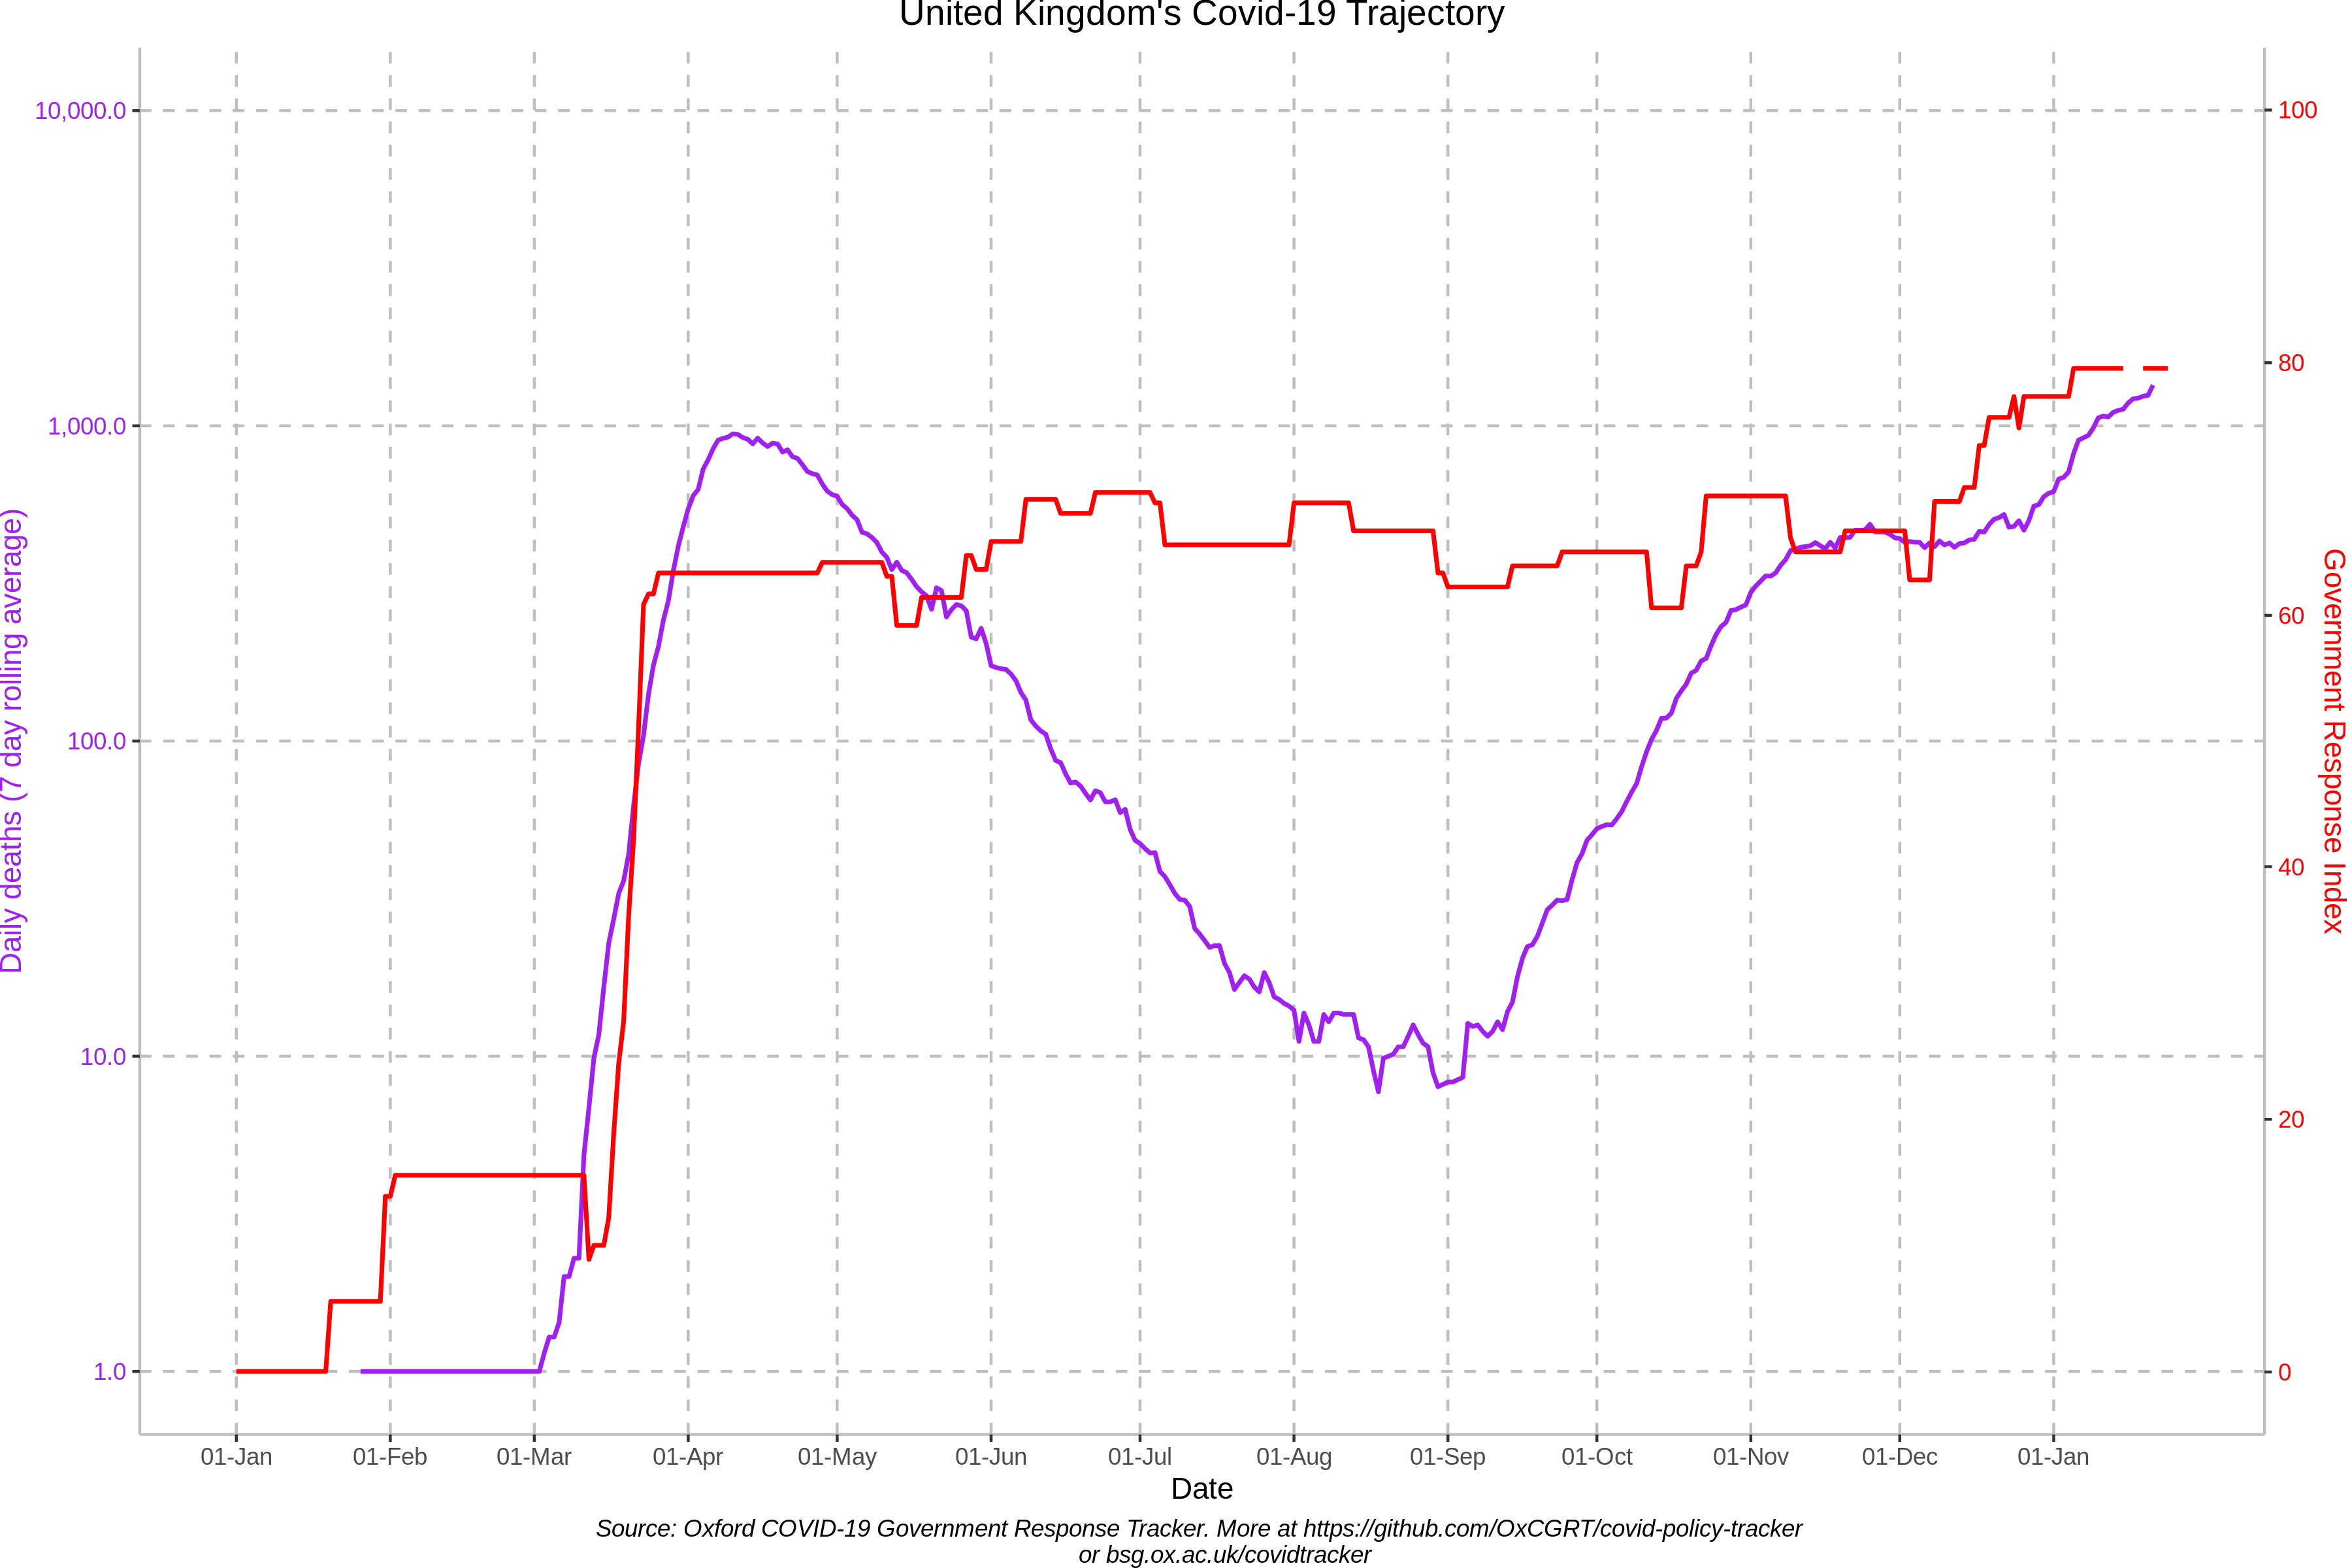 United Kingdom's Covid-19 Trajectory
10,000.0
1,000.0
100.0
10.0
1.0
Daily deaths (7 day rolling average)
100
80
60
40
20
0
Government Response Index
01-Jan 01-Feb 01-Mar 01-Apr 01-May 01-Jun 01-Jul 01-Aug 01-Sep 01-Oct 01-Nov 01-Dec 01-Jan
Date
Source: Oxford COVID-19 Government Response Tracker. More at https://github.com/OxCGRT/covid-policy-tracker
or bsg.ox.ac.uk/covidtracker